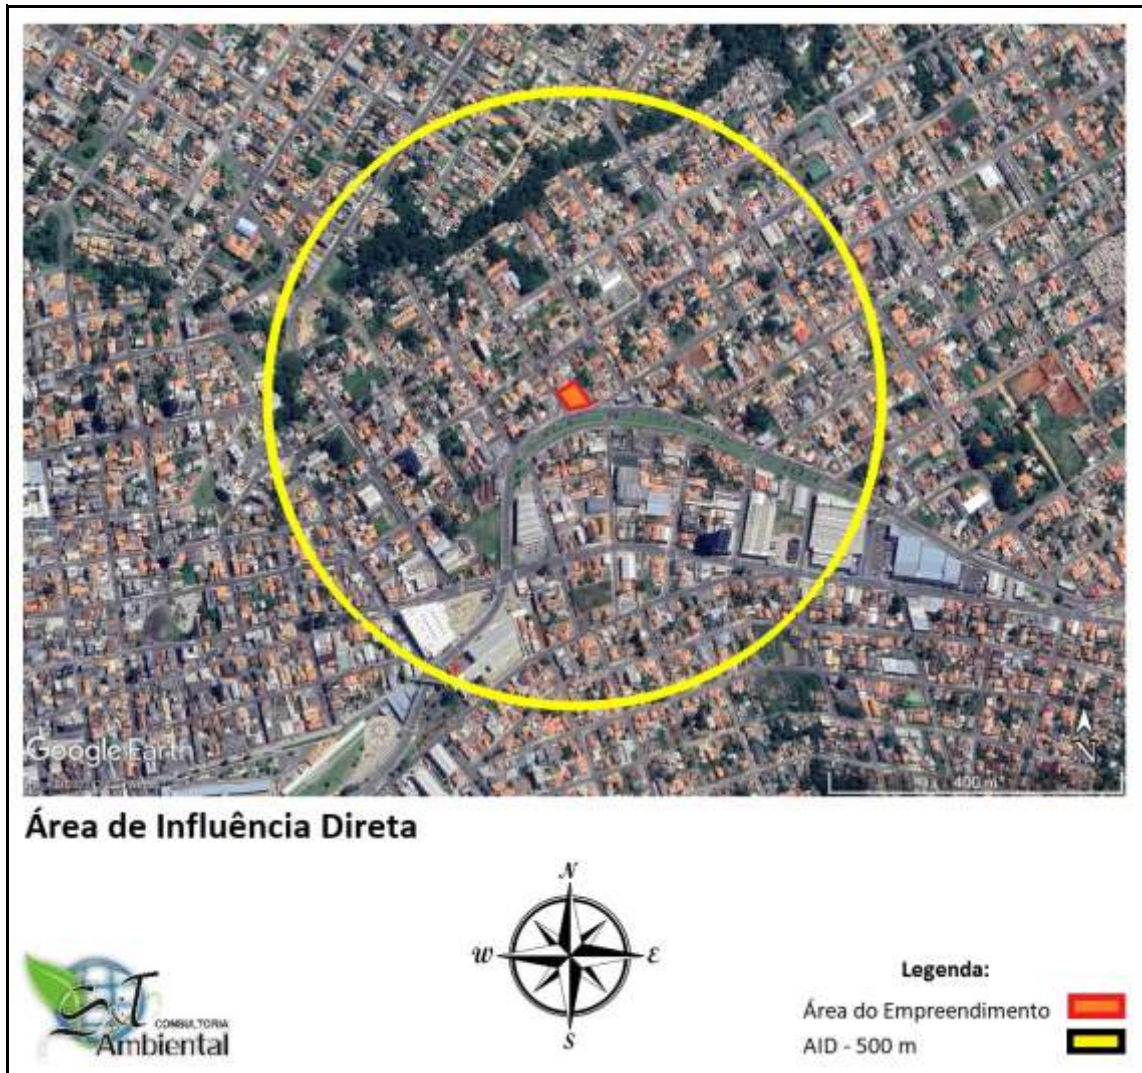 Google Earth
400 m
N
Área de Influência Direta
N
W
E
S
S&T
CONSULTORIA
Ambiental
Legenda:
Área do Empreendimento
AID - 500 m